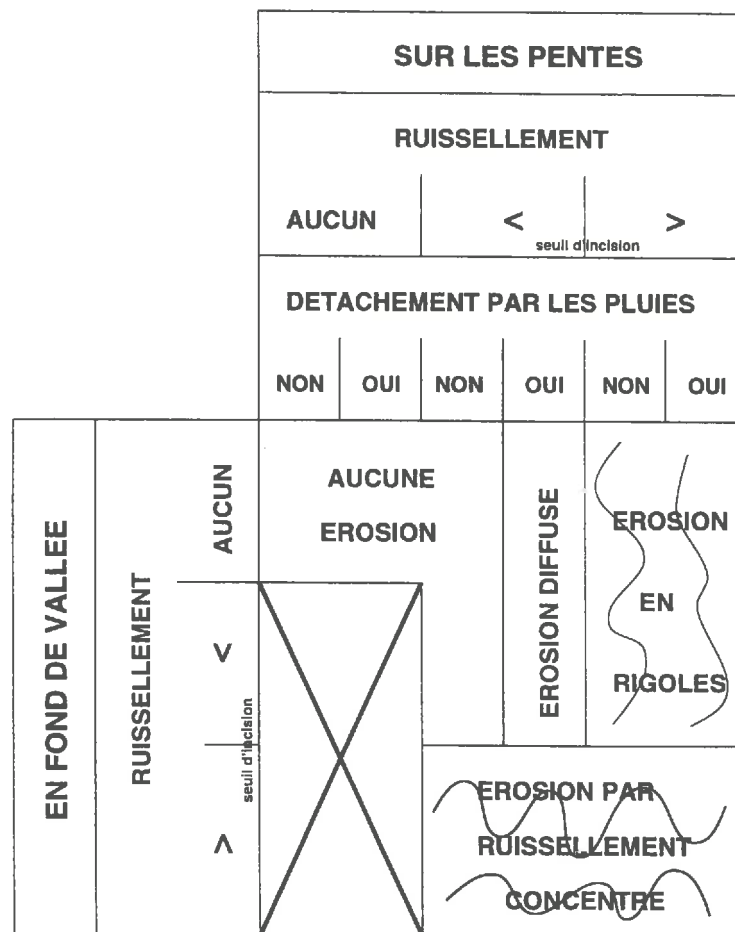 SUR LES PENTES
RUISSELLEMENT
AUCUN
<
>
seuil d'incision
DETACHEMENT PAR LES PLUIES
NON
OUI
NON
OUI
NON
OUI
EN FOND DE VALLEE
RUISSELLEMENT
AUCUN
<
seuil d'incision
>
AUCUNE
EROSION
EROSION DIFFUSE
EROSION
EN
RIGOLES
EROSION PAR
RUISSELLEMENT
CONCENTRE